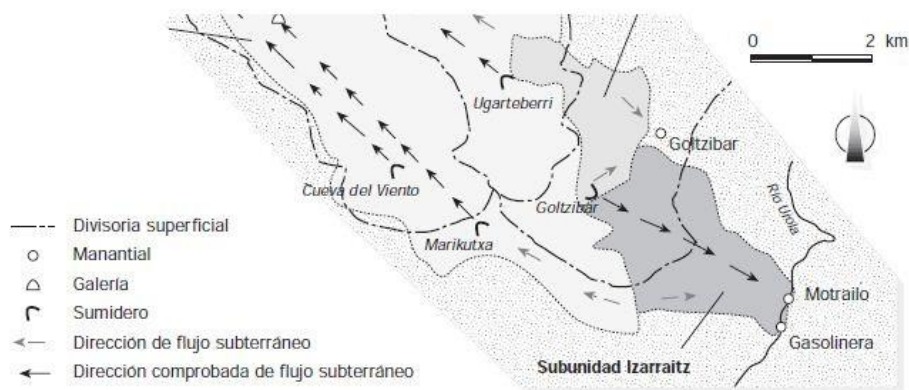 0 2 km
Ugarteberri
Goltzibar
Cueva del Viento
Goltzibar
Río Urola
Marikutxa
Divisoria superficial
Manantial
Galería
Sumidero
Dirección de flujo subterráneo
Dirección comprobada de flujo subterráneo
Motrailo
Gasolinera
Subunidad Izarraitz